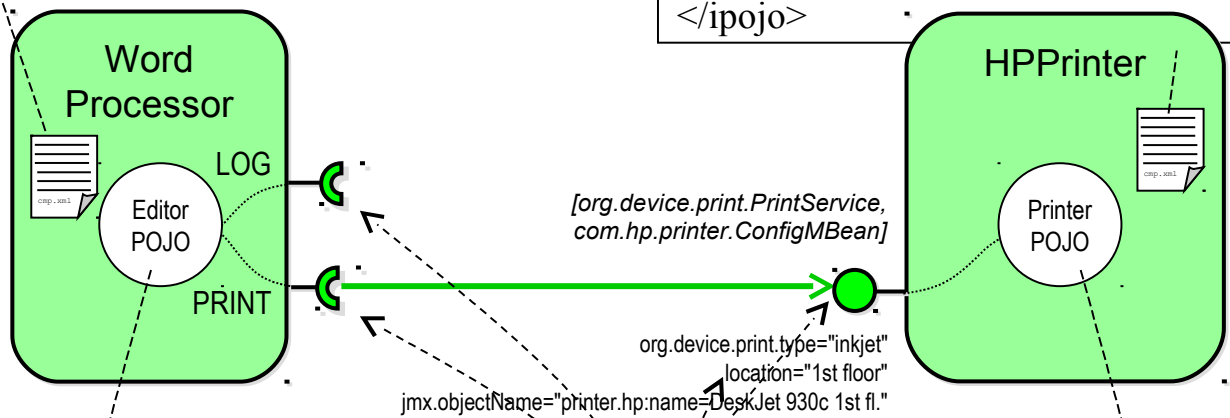 </ipojo>
Word
Processor
HPPrinter
cmp.xml
LOG
Editor
POJO
PRINT
[org.device.print.PrintService,
com.hp.printer.ConfigMBean]
cmp.xml
Printer
POJO
org.device.print.type="inkjet"
location="1st floor"
jmx.objectName="printer.hp:name=DeskJet 930c 1st fl."